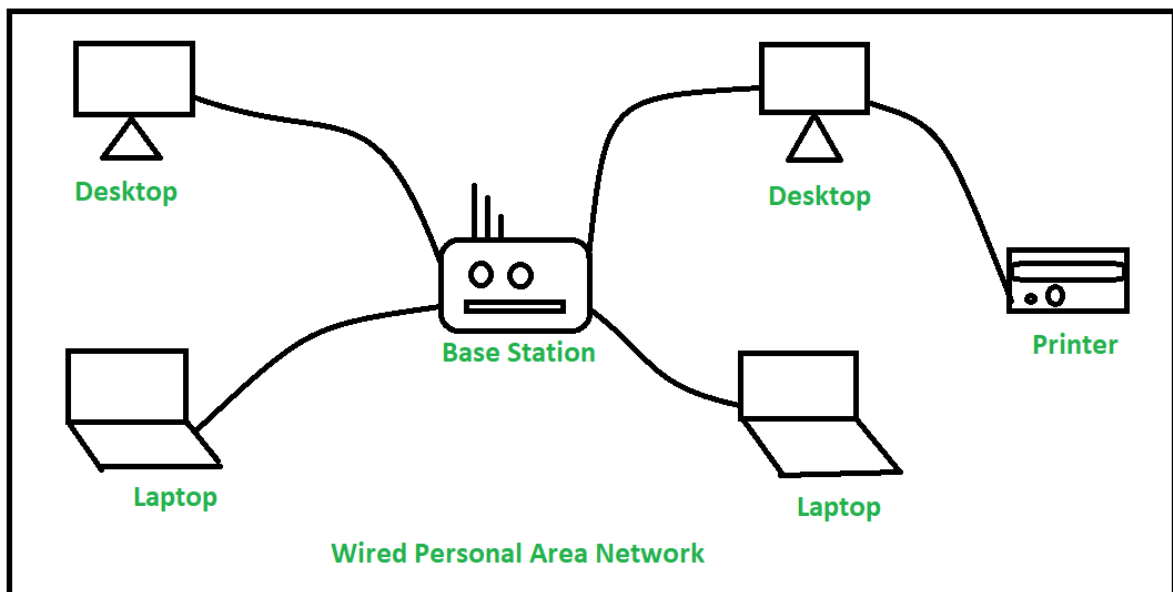 Desktop
Desktop
Base Station
Printer
Laptop
Laptop
Wired Personal Area Network